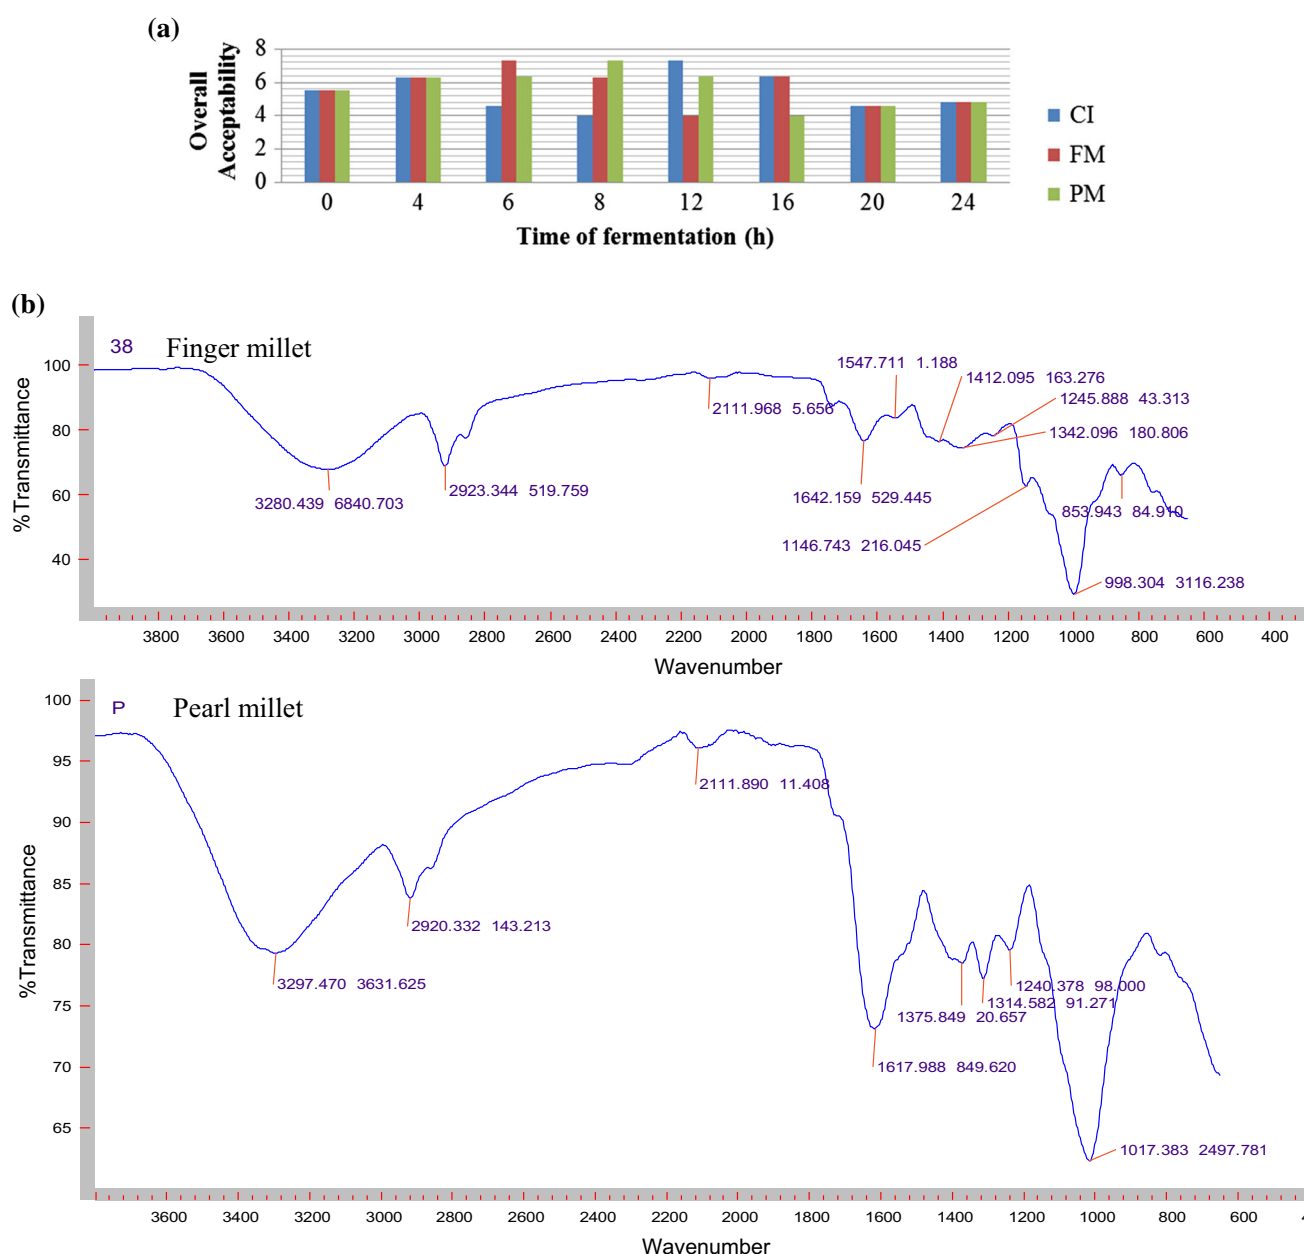 (a)
Overall
Acceptability
8
6
4
2
0
0 4 6 8 12 16 20 24
Time of fermentation (h)
CI
FM
PM
(b)
38 Finger millet
%Transmittance
100
80
60
40
3280.439 6840.703
2923.344 519.759
2111.968 5.656
1547.711 1.188
1412.095 163.276
1245.888 43.313
1342.096 180.806
1642.159 529.445
853.943 84.910
1146.743 216.045
998.304 3116.238
3800 3600 3400 3200 3000 2800 2600 2400 2200 2000 1800 1600 1400 1200 1000 800 600 400
Wavenumber
P Pearl millet
%Transmittance
100
95
90
85
80
75
70
65
3297.470 3631.625
2920.332 143.213
2111.890 11.408
1240.378 98.000
1314.582 91.271
1375.849 20.657
1617.988 849.620
1017.383 2497.781
3600 3400 3200 3000 2800 2600 2400 2200 2000 1800 1600 1400 1200 1000 800 600
Wavenumber